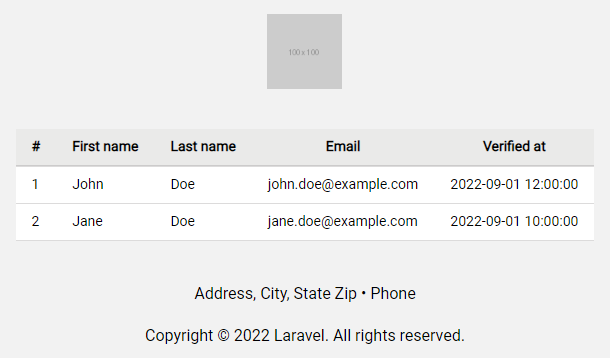 100 x 100
# First name Last name Email Verified at
1 John Doe john.doe@example.com 2022-09-01 12:00:00
2 Jane Doe jane.doe@example.com 2022-09-01 10:00:00
Address, City, State Zip • Phone
Copyright © 2022 Laravel. All rights reserved.